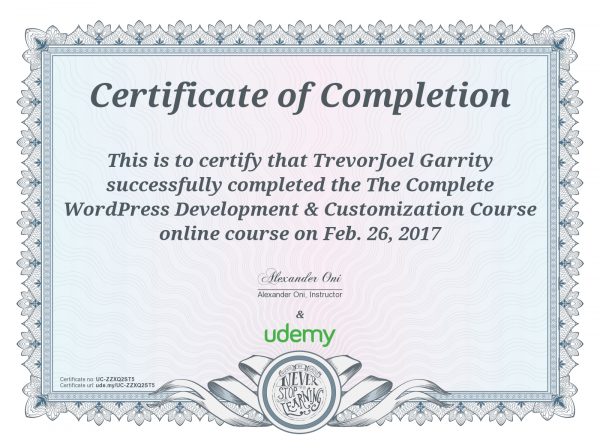 Certificate of Completion
This is to certify that TrevorJoel Garrity
successfully completed the The Complete
WordPress Development & Customization Course
online course on Feb. 26, 2017
Alexander Oni
Alexander Oni, Instructor
&
udemy
Certificate no: UC-ZZXQ2ST5
Certificate url: ude.my/UC-ZZXQ2ST5
NEVER
STOP
LEARNING